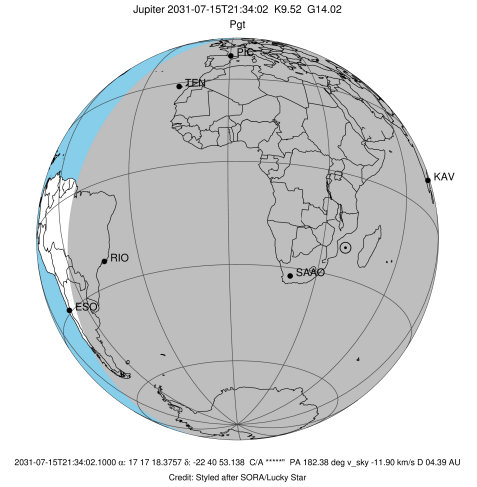 Jupiter 2031-07-15T21:34:02 K9.52 G14.02
Pgt
PIC
TEN
KAV
RIO
SAAO
ESO
2031-07-15T21:34:02.1000 α: 17 17 18.3757 δ: -22 40 53.138 C/A *****" PA 182.38 deg v_sky -11.90 km/s D 04.39 AU
Credit: Styled after SORA/Lucky Star